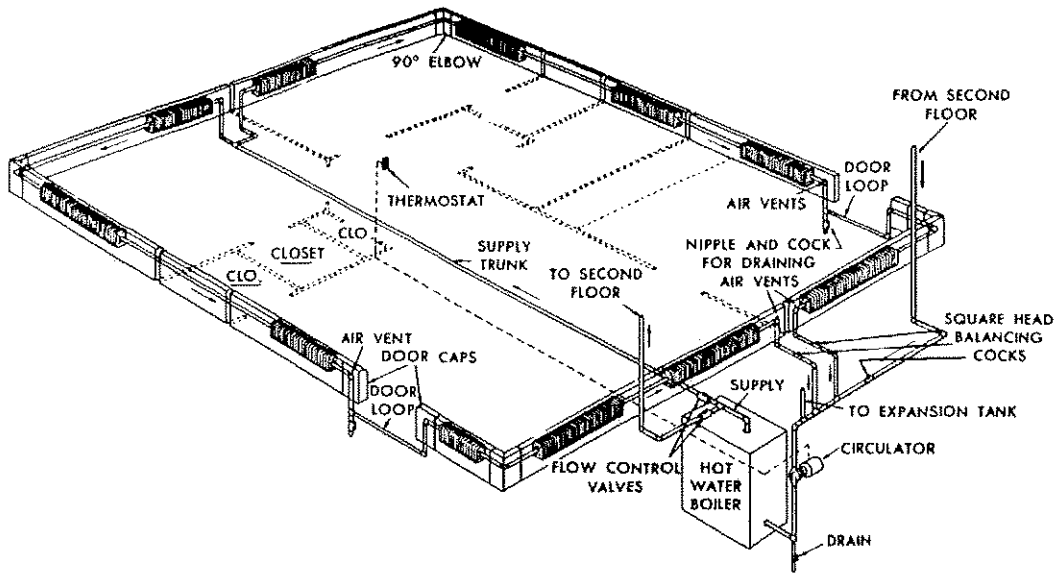 90° ELBOW
FROM SECOND
FLOOR
DOOR
LOOP
THERMOSTAT
AIR VENTS
CLO
CLOSET
CLO.
SUPPLY
TRUNK
NIPPLE AND COCK
FOR DRAINING
AIR VENTS
TO SECOND
FLOOR
SQUARE HEAD
BALANCING
COCKS
AIR VENT
DOOR CAPS
DOOR
LOOP
SUPPLY
TO EXPANSION TANK
CIRCULATOR
FLOW CONTROL
VALVES
HOT
WATER
BOILER
DRAIN